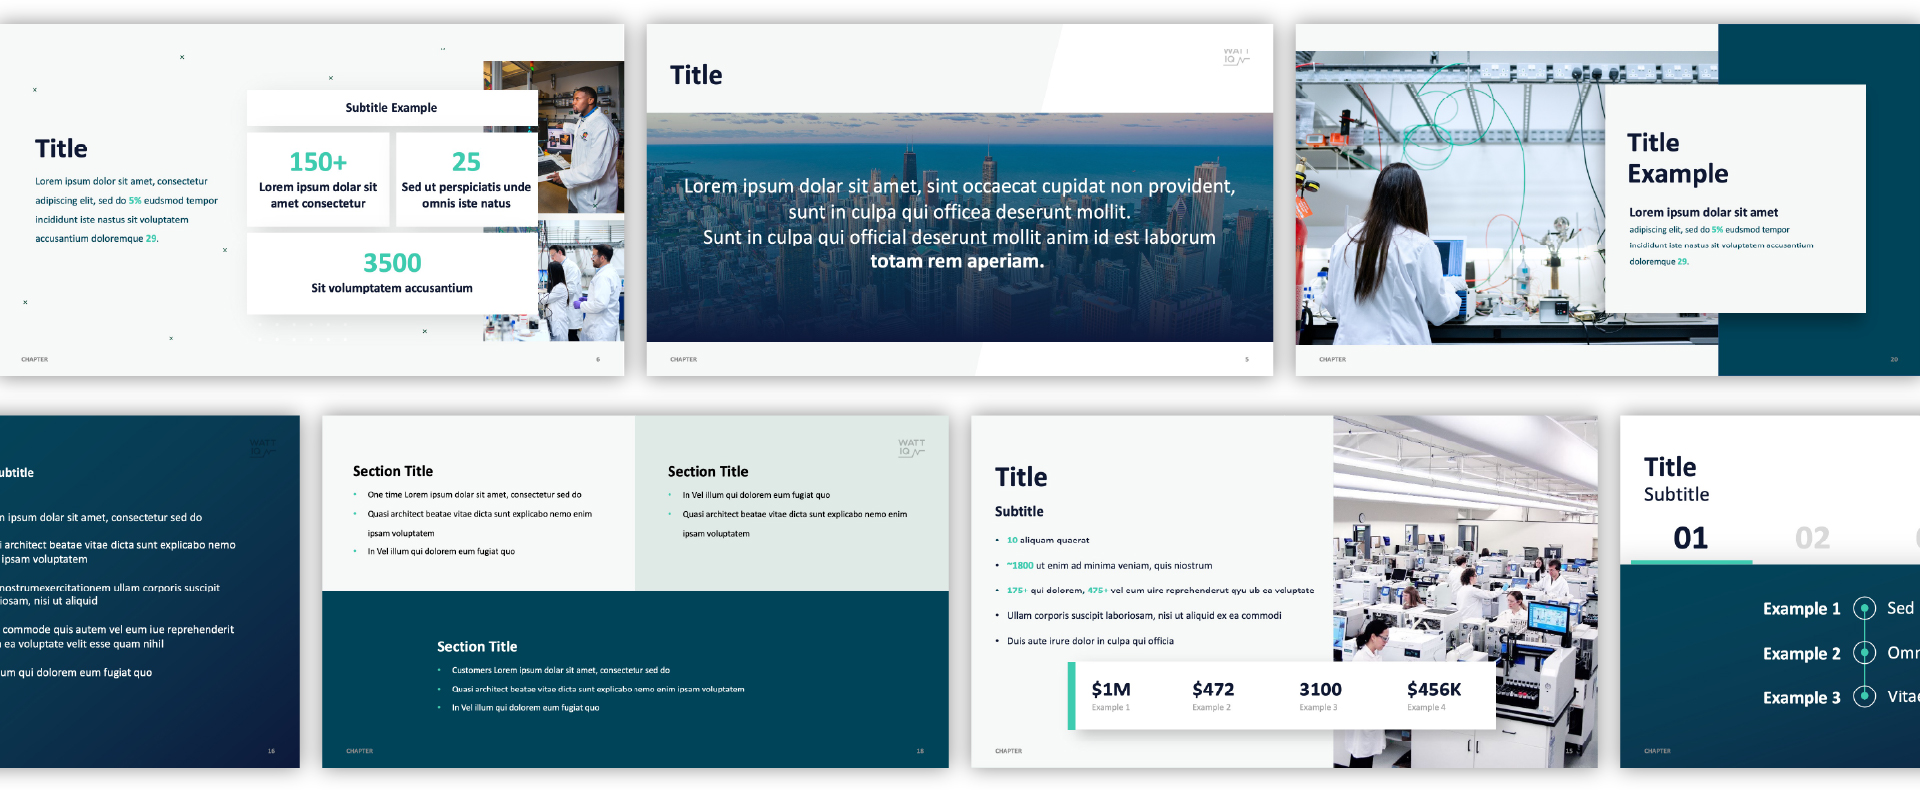 Title
Lorem ipsum dolor sit amet, consectetur
adipiscing elit, sed do 5% eudsmod tempor
incididunt iste nastus sit voluptatem
accusantium doloremque 29.
Subtitle Example
150+
Lorem ipsum dolor sit
amet consectetur
25
Sed ut perspiciatis unde
omnis iste natus
3500
Sit volumptatem accusantium
CHAPTER
6
Title
WATT
IQ
Lorem ipsum dolor sit amet, sint occaecat cupidat non provident,
sunt in culpa qui officea deserunt mollit.
Sunt in culpa qui official deserunt mollit anim id est laborum
totam rem aperiam.
CHAPTER
5
Title
Example
Lorem ipsum dolor sit amet
adipiscing elit, sed do 5% eudsmod tempor
incididunt iste nastus sit voluptatem accusantium
doloremque 29.
CHAPTER
20
WATT
IQ
ubtitle
m ipsum dolor sit amet, consectetur sed do
i architect beatae vitae dicta sunt explicabo nemo
ipsam voluptatem
nostrumexercitationem ullam corporis suscipit
iosam, nisi ut aliquid
commode quis autem vel eum iue reprehenderit
ea voluptate velit esse quam nihil
um qui dolorem eum fugiat quo
16
Section Title
• One time Lorem ipsum dolor sit amet, consectetur sed do
• Quasi architect beatae vitae dicta sunt explicabo nemo enim
ipsam voluptatem
• In Vel illum qui dolorem eum fugiat quo
WATT
IQ
Section Title
• In Vel illum qui dolorem eum fugiat quo
• Quasi architect beatae vitae dicta sunt explicabo nemo enim
ipsam voluptatem
Section Title
• Customers Lorem ipsum dolor sit amet, consectetur sed do
• Quasi architect beatae vitae dicta sunt explicabo nemo enim ipsam voluptatem
• In Vel illum qui dolorem eum fugiat quo
CHAPTER
18
Title
Subtitle
• 10 aliquam quaerat
• ~1800 ut enim ad minima veniam, quis niostrum
• 175+ qui dolorem, 475+ vel eum uire reprehenderut qyu ub ea voluptate
• Ullam corporis suscipit laboriosam, nisi ut aliquid ex ea commodi
• Duis aute irure dolor in culpa qui officia
$1M
Example 1
$472
Example 2
3100
Example 3
$456K
Example 4
CHAPTER
15
Title
Subtitle
01
02
Example 1
Sed
Example 2
Omn
Example 3
Vitae
CHAPTER